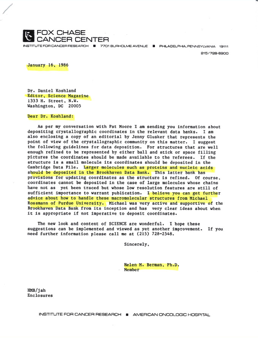 FOX CHASE
CANCER CENTER
INSTITUTE FOR CANCER RESEARCH • 7701 BURHOLME AVENUE • PHILADELPHIA, PENNSYLVANIA 19111
215/728-6900
January 16, 1986
Dr. Daniel Koshland
Editor, Science Magazine
1333 H. Street, N.W.
Washington, DC 20005
Dear Dr. Koshland:
As per my conversation with Pat Moore I am sending you information about
depositing crystallographic coordinates in the relevant data banks. I am
also enclosing a copy of an editorial by Jenny Glusker that represents the
point of view of the crystallographic community on this matter. I suggest
the following guidelines for data deposition. For structures that are well
enough refined to be represented by either ball and stick or space filling
pictures the coordinates should be made available to the referees. If the
structure is a small molecule its coordinates should be deposited in the
Cambridge Data File. Larger molecules such as proteins and nucleic acids
should be deposited in the Brookhaven Data Bank. This latter bank has
provisions for updating coordinates as the structure is refined. Of course,
coordinates cannot be deposited in the case of large molecules whose chains
have not as yet been traced but whose low resolution features are still of
sufficient importance to warrant publication. I believe you can get further
advice about how to handle these macromolecular structures from Michael
Rossmann of Purdue University. Michael was very active and supportive of the
Brookhaven Data Bank from its inception and has very clear ideas about when
it is appropriate if not imperative to deposit coordinates.
The new look and content of SCIENCE are wonderful. I hope these
suggestions can be implemented and viewed as yet another improvement. If you
need further information please call me at (215) 728-
Sincerely,
Helen M. Berman, Ph.D.
Member
HMB/jah
Enclosures
INSTITUTE FOR CANCER RESEARCH • AMERICAN ONCOLOGIC HOSPITAL